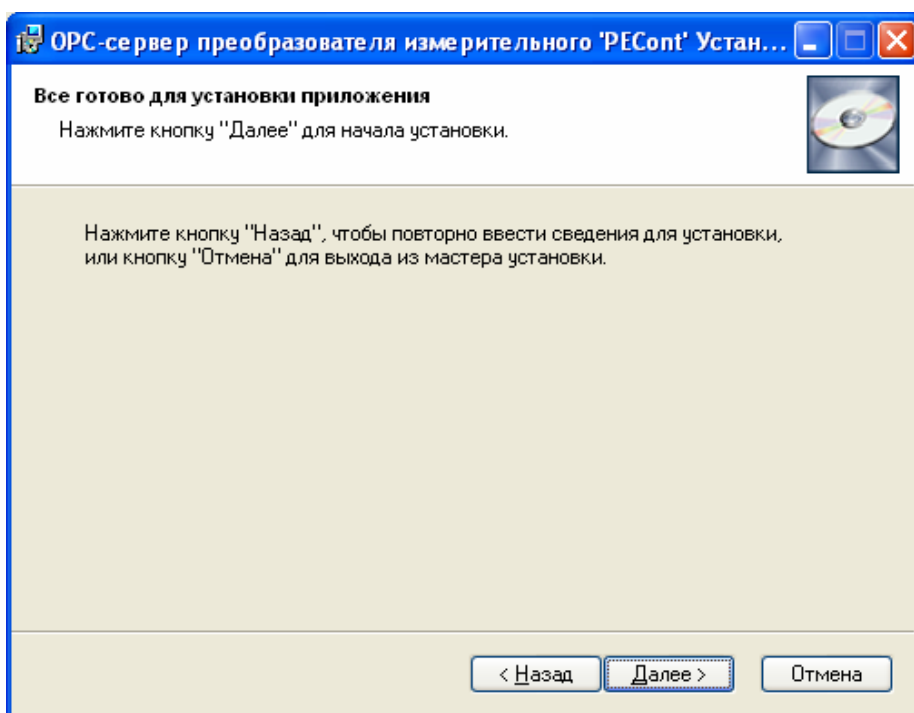 OPC-сервер преобразователя измерительного 'PECont' Устан...
Все готово для установки приложения
Нажмите кнопку "Далее" для начала установки.
Нажмите кнопку "Назад", чтобы повторно ввести сведения для установки,
или кнопку "Отмена" для выхода из мастера установки.
< Назад
Далее >
Отмена